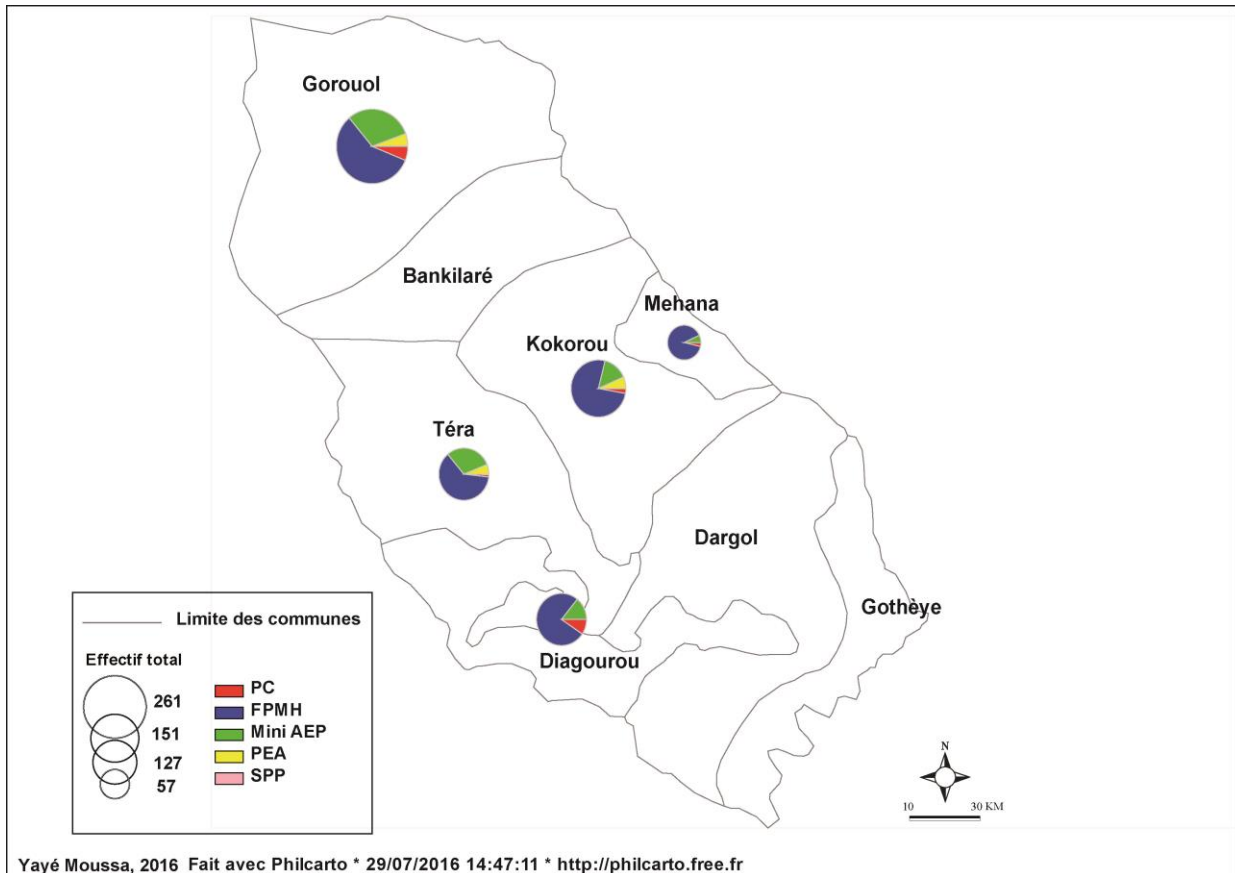 Gorouol
Bankilaré
Mehana
Kokorou
Téra
Dargol
Gothèye
Diagourou
Limite des communes
Effectif total
261
151
127
57
PC
FPMH
Mini AEP
PEA
SPP
N
10 30 KM
Yayé Moussa, 2016 Fait avec Philcarto * 29/07/2016 14:47:11 * http://philcarto.free.fr